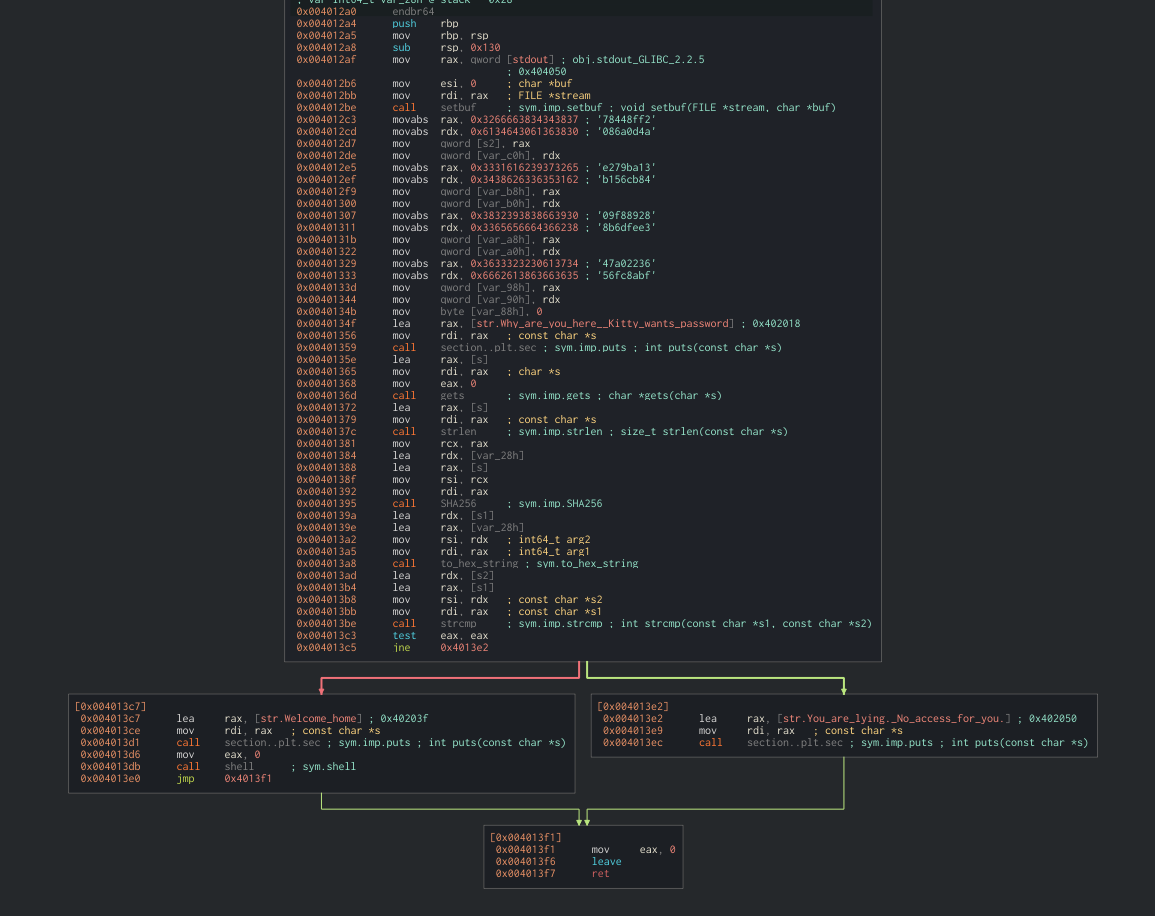 ; var int64_t var_28h @ stack - 0x28
0x004012a0 endbr64
0x004012a4 push rbp
0x004012a5 mov rbp, rsp
0x004012a8 sub rsp, 0x130
0x004012af mov rax, qword [stdout] ; obj.stdout_GLIBC_2.2.5
; 0x404050
0x004012b6 mov esi, 0 ; char *buf
0x004012bb mov rdi, rax ; FILE *stream
0x004012be call setbuf ; sym.imp.setbuf ; void setbuf(FILE *stream, char *buf)
0x004012c3 movabs rax, 0x3266663834343837 ; '78448ff2'
0x004012cd movabs rdx, 0x6134643061363830 ; '086a0d4a'
0x004012d7 mov qword [s2], rax
0x004012de mov qword [var_c0h], rdx
0x004012e5 movabs rax, 0x3331616239373265 ; 'e279ba13'
0x004012ef movabs rdx, 0x3438626336353162 ; 'b156cb84'
0x004012f9 mov qword [var_b8h], rax
0x00401300 mov qword [var_b0h], rdx
0x00401307 movabs rax, 0x3832393838663930 ; '09f88928'
0x00401311 movabs rdx, 0x3365656664366238 ; '8b6dfee3'
0x0040131b mov qword [var_a8h], rax
0x00401322 mov qword [var_a0h], rdx
0x00401329 movabs rax, 0x3633323230613734 ; '47a02236'
0x00401333 movabs rdx, 0x6662613863663635 ; '56fc8abf'
0x0040133d mov qword [var_98h], rax
0x00401344 mov qword [var_90h], rdx
0x0040134b mov byte [var_88h], 0
0x0040134f lea rax, [str.Why_are_you_here__Kitty_wants_password] ; 0x402018
0x00401356 mov rdi, rax ; const char *s
0x00401359 call section..plt.sec ; sym.imp.puts ; int puts(const char *s)
0x0040135e lea rax, [s]
0x00401365 mov rdi, rax ; char *s
0x00401368 mov eax, 0
0x0040136d call gets ; sym.imp.gets ; char *gets(char *s)
0x00401372 lea rax, [s]
0x00401379 mov rdi, rax ; const char *s
0x0040137c call strlen ; sym.imp.strlen ; size_t strlen(const char *s)
0x00401381 mov rcx, rax
0x00401384 lea rdx, [var_28h]
0x00401388 lea rax, [s]
0x0040138f mov rsi, rcx
0x00401392 mov rdi, rax
0x00401395 call SHA256 ; sym.imp.SHA256
0x0040139a lea rdx, [s1]
0x0040139e lea rax, [var_28h]
0x004013a2 mov rsi, rdx ; int64_t arg2
0x004013a5 mov rdi, rax ; int64_t arg1
0x004013a8 call to_hex_string ; sym.to_hex_string
0x004013ad lea rdx, [s2]
0x004013b4 lea rax, [s1]
0x004013b8 mov rsi, rdx ; const char *s2
0x004013bb mov rdi, rax ; const char *s1
0x004013be call strcmp ; sym.imp.strcmp ; int strcmp(const char *s1, const char *s2)
0x004013c3 test eax, eax
0x004013c5 jne 0x4013e2
[0x004013c7]
0x004013c7 lea rax, [str.Welcome_home] ; 0x40203f
0x004013ce mov rdi, rax ; const char *s
0x004013d1 call section..plt.sec ; sym.imp.puts ; int puts(const char *s)
0x004013d6 mov eax, 0
0x004013db call shell ; sym.shell
0x004013e0 jmp 0x4013f1
[0x004013e2]
0x004013e2 lea rax, [str.You_are_lying._No_access_for_you.] ; 0x402050
0x004013e9 mov rdi, rax ; const char *s
0x004013ec call section..plt.sec ; sym.imp.puts ; int puts(const char *s)
[0x004013f1]
0x004013f1 mov eax, 0
0x004013f6 leave
0x004013f7 ret